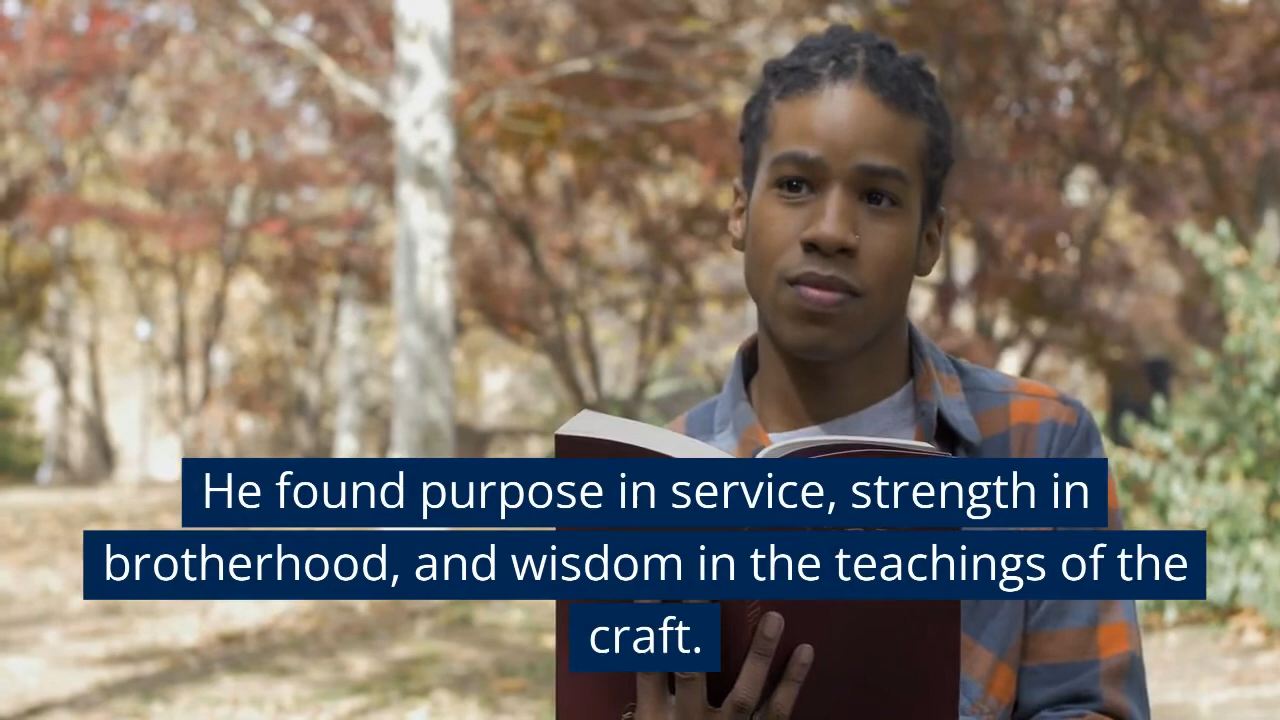 He found purpose in service, strength in
brotherhood, and wisdom in the teachings of the
craft.